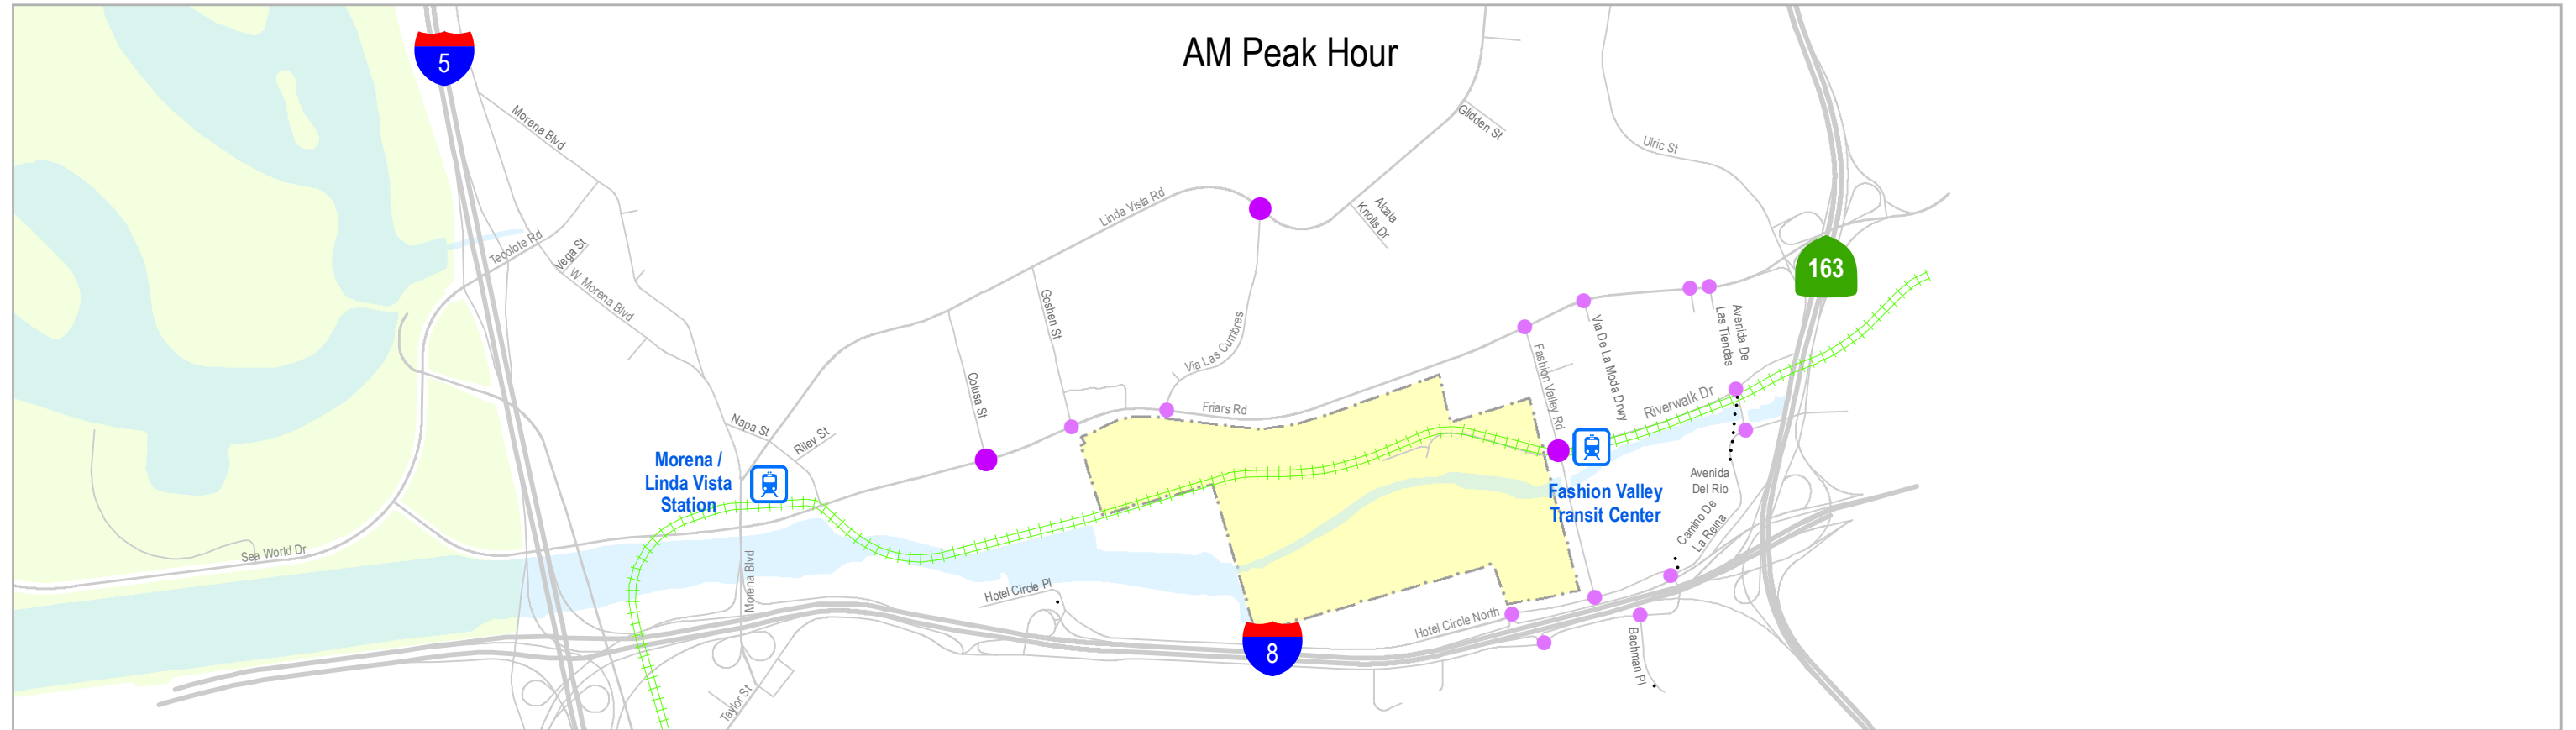 AM Peak Hour
5
Morena Blvd
Glidden St
Ulric St
Linda Vista Rd
Alcala
Knolls Dr
Tecolote Rd
Vega St
W. Morena Blvd
163
Goshen St
Via Las Cumbres
Avenida De
Las Tiendas
Via De La Moda Drwy
Fashion Valley Rd
Colusa St
Riverwalk Dr
Friars Rd
Napa St
Riley St
Morena /
Linda Vista
Station
Avenida
Del Rio
Fashion Valley
Transit Center
Camino De
La Reina
Sea World Dr
Morena Blvd
Hotel Circle Pl
Hotel Circle North
8
Bachman Pl
Taylor St